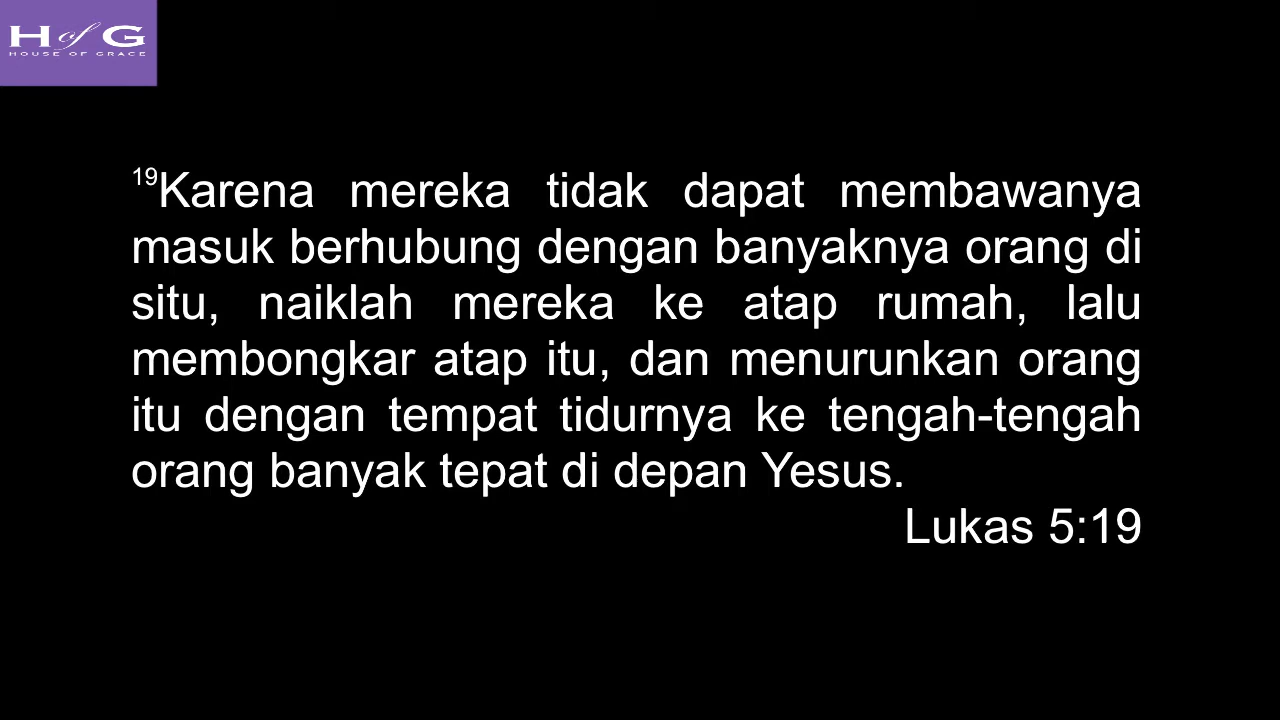 H of G
HOUSE OF GRACE
19Karena mereka tidak dapat membawanya
masuk berhubung dengan banyaknya orang di
situ, naiklah mereka ke atap rumah, lalu
membongkar atap itu, dan menurunkan orang
itu dengan tempat tidurnya ke tengah-tengah
orang banyak tepat di depan Yesus.
Lukas 5:19